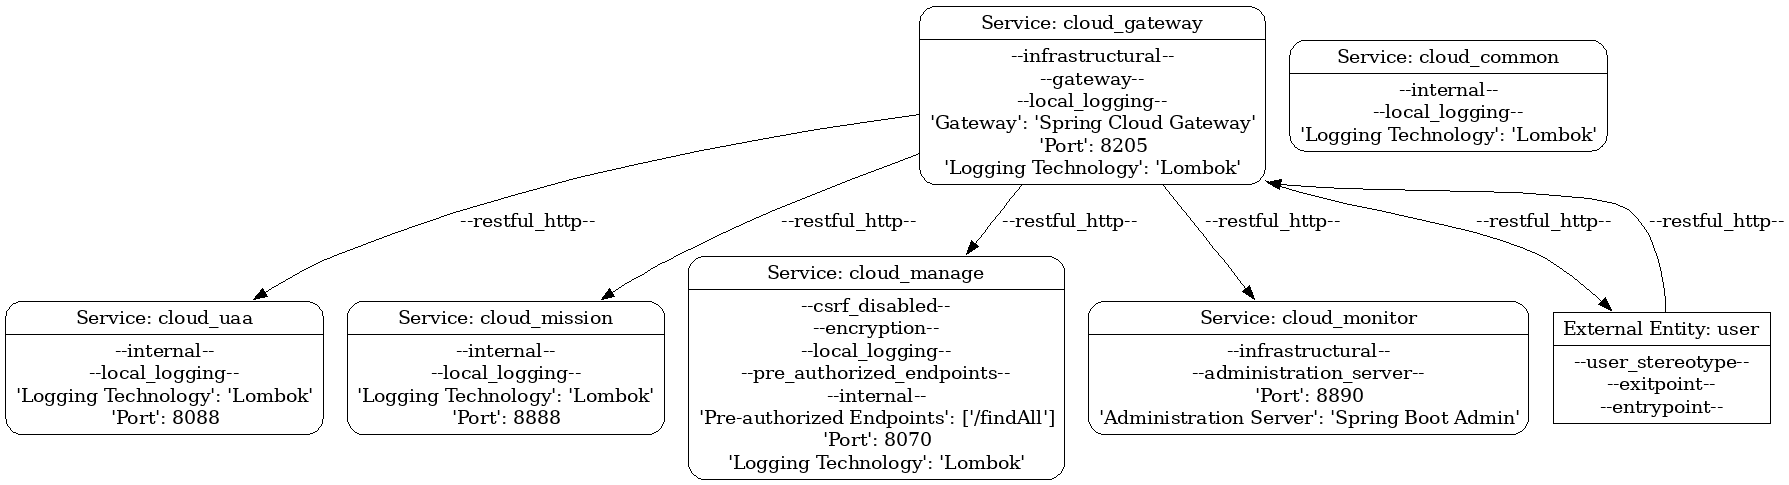 Service: cloud_gateway
--infrastructural--
--gateway--
--local_logging--
'Gateway': 'Spring Cloud Gateway'
'Port': 8205
'Logging Technology': 'Lombok'
Service: cloud_common
--internal--
--local_logging--
'Logging Technology': 'Lombok'
--restful_http--
--restful_http--
--restful_http--
--restful_http--
--restful_http--
--restful_http--
Service: cloud_uaa
--internal--
--local_logging--
'Logging Technology': 'Lombok'
'Port': 8088
Service: cloud_mission
--internal--
--local_logging--
'Logging Technology': 'Lombok'
'Port': 8888
Service: cloud_manage
--csrf_disabled--
--encryption--
--local_logging--
--pre_authorized_endpoints--
--internal--
'Pre-authorized Endpoints': ['/findAll']
'Port': 8070
'Logging Technology': 'Lombok'
Service: cloud_monitor
--infrastructural--
--administration_server--
'Port': 8890
'Administration Server': 'Spring Boot Admin'
External Entity: user
--user_stereotype--
--exitpoint--
--entrypoint--